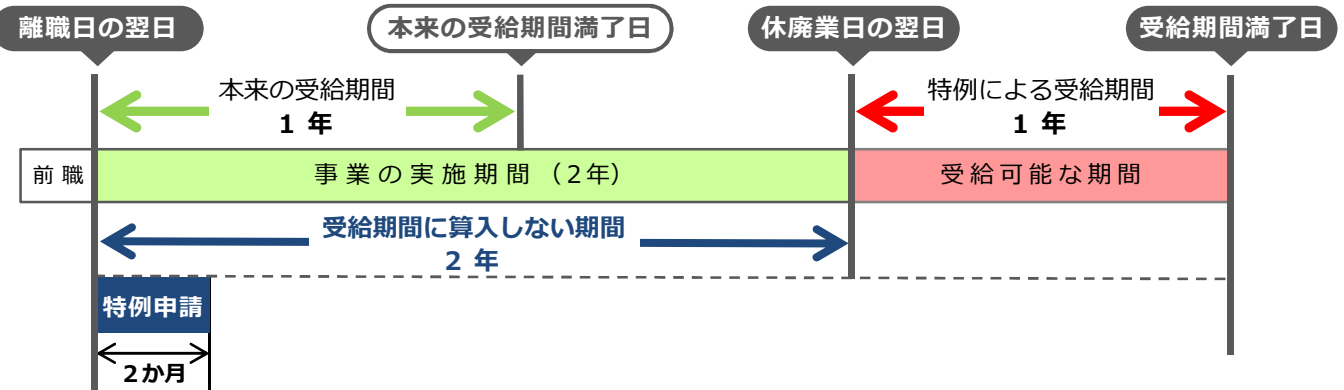 離職日の翌日
本来の受給期間満了日
休廃業日の翌日
受給期間満了日
本来の受給期間
1 年
特例による受給期間
1 年
前職
事業の実施期間（2年）
受給可能な期間
受給期間に算入しない期間
2 年
特例申請
2か月